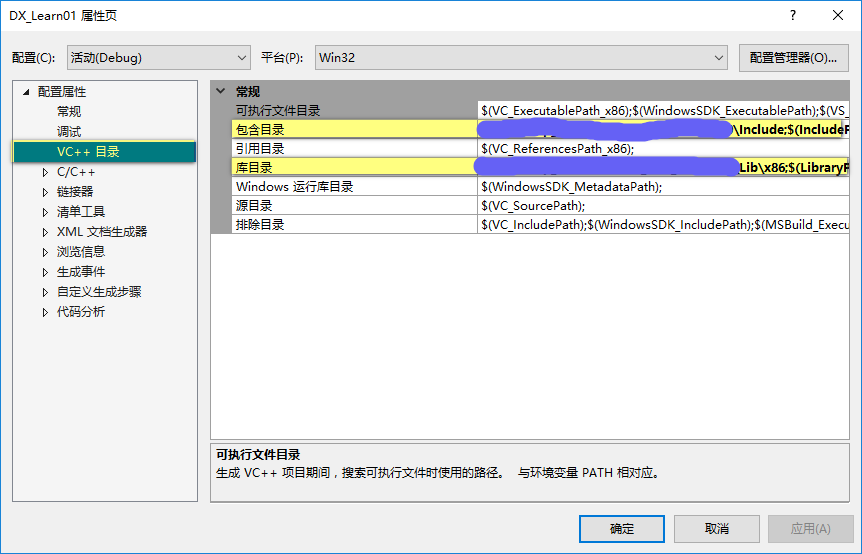 DX_Learn01 属性页
配置(C): 活动(Debug) 平台(P): Win32 配置管理器(O)...
配置属性
常规
调试
VC++ 目录
C/C++
链接器
清单工具
XML 文档生成器
浏览信息
生成事件
自定义生成步骤
代码分析
常规
可执行文件目录 $(VC_ExecutablePath_x86);$(WindowsSDK_ExecutablePath);$(VS_
包含目录 \Include;$(IncludeP
引用目录 $(VC_ReferencesPath_x86);
库目录 Lib\x86;$(LibraryP
Windows 运行库目录 $(WindowsSDK_MetadataPath);
源目录 $(VC_SourcePath);
排除目录 $(VC_IncludePath);$(WindowsSDK_IncludePath);$(MSBuild_Execu
可执行文件目录
生成 VC++ 项目期间，搜索可执行文件时使用的路径。 与环境变量 PATH 相对应。
确定 取消 应用(A)